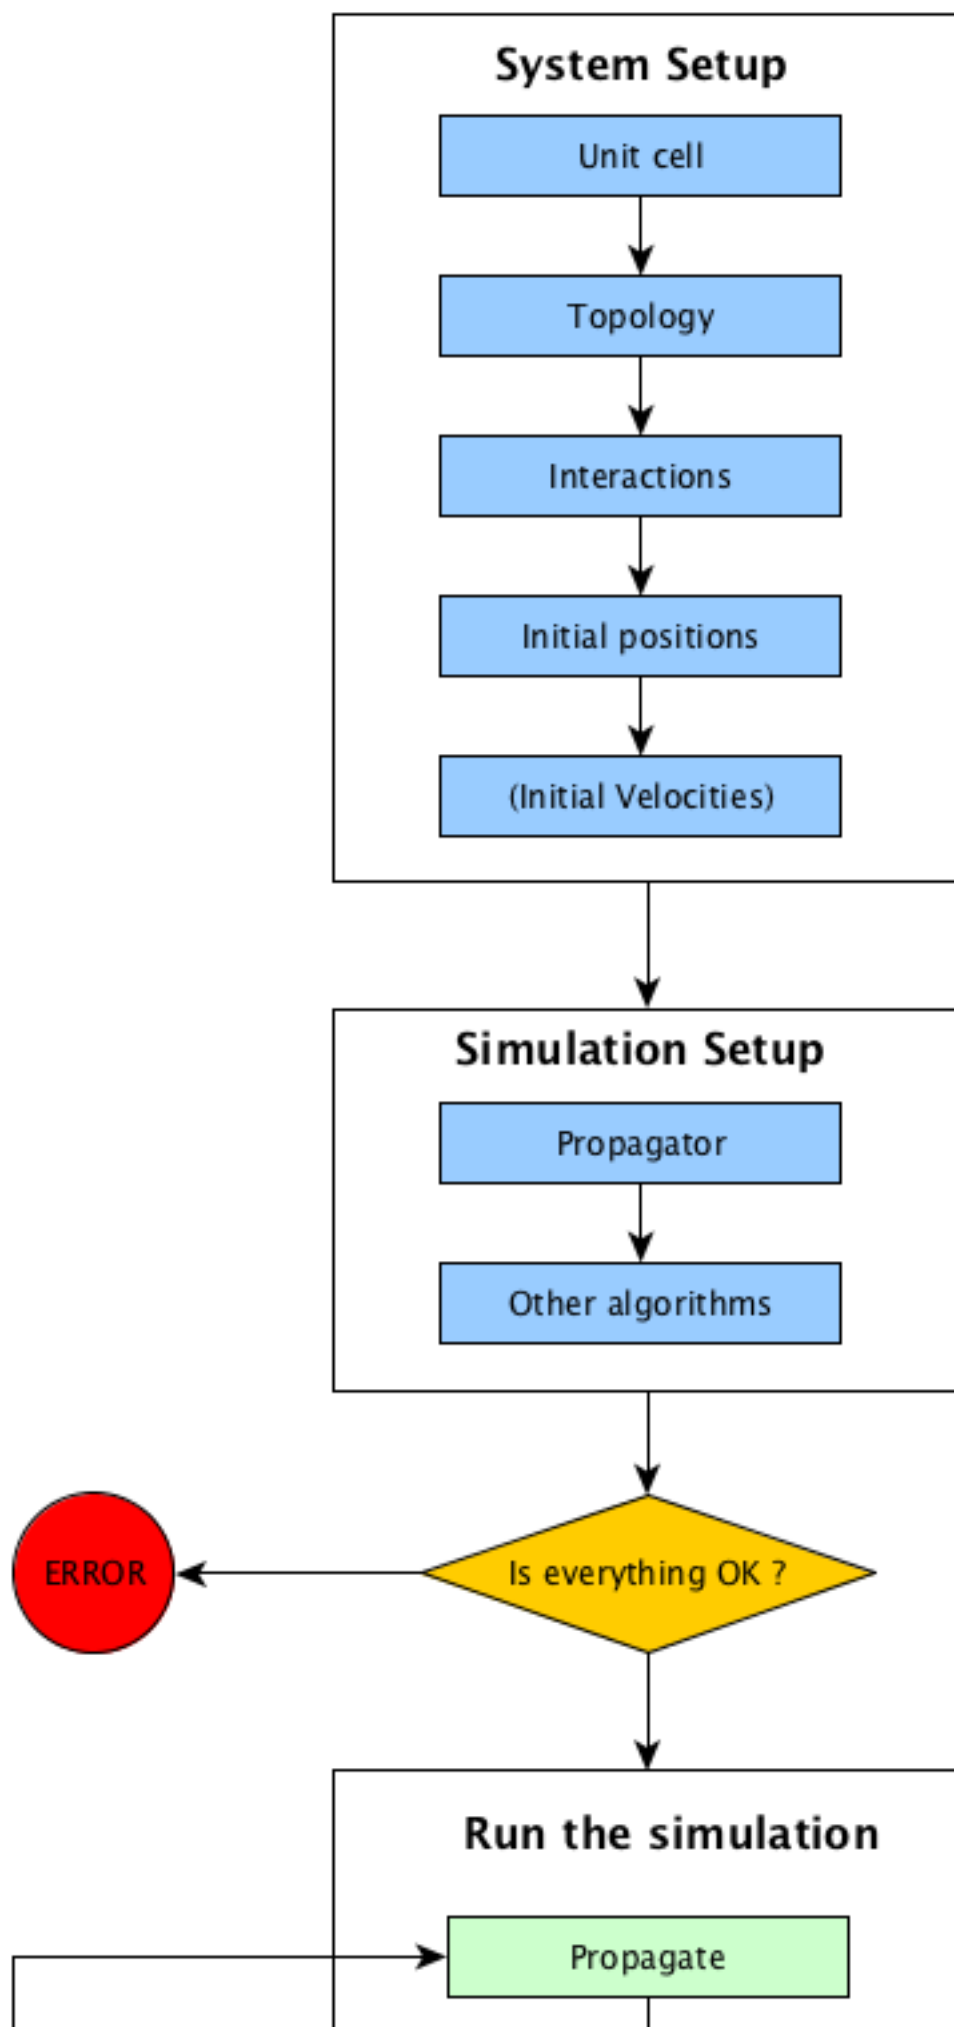 System Setup
Unit cell
Topology
Interactions
Initial positions
(Initial Velocities)
Simulation Setup
Propagator
Other algorithms
ERROR
Is everything OK ?
Run the simulation
Propagate